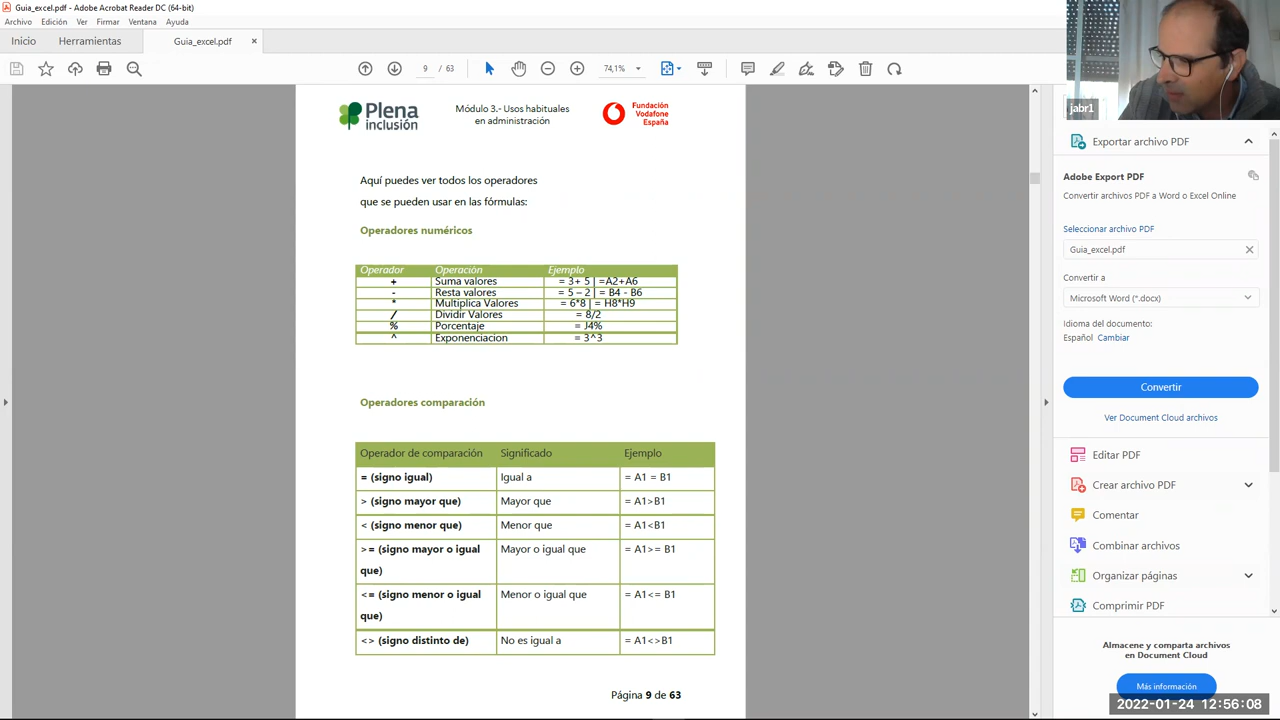 Guia_excel.pdf - Adobe Acrobat Reader DC (64-bit)
Archivo Edición Ver Firmar Ventana Ayuda
Inicio Herramientas Guia_excel.pdf ×
9 / 63 74,1%
jabr1
Plena inclusión
Módulo 3.- Usos habituales
en administración
Fundación
Vodafone
España
Aquí puedes ver todos los operadores
que se pueden usar en las fórmulas:
Operadores numéricos
Operador Operación Ejemplo
+ Suma valores = 3+ 5 | =A2+A6
- Resta valores = 5 – 2 | = B4 - B6
* Multiplica Valores = 6*8 | = H8*H9
/ Dividir Valores = 8/2
% Porcentaje = J4%
^ Exponenciacion = 3^3
Operadores comparación
Operador de comparación Significado Ejemplo
= (signo igual) Igual a = A1 = B1
> (signo mayor que) Mayor que = A1>B1
< (signo menor que) Menor que = A1<B1
>= (signo mayor o igual Mayor o igual que = A1>= B1
que)
<= (signo menor o igual Menor o igual que = A1<= B1
que)
<> (signo distinto de) No es igual a = A1<>B1
Página 9 de 63
Exportar archivo PDF
Adobe Export PDF
Convertir archivos PDF a Word o Excel Online
Seleccionar archivo PDF
Guia_excel.pdf ×
Convertir a
Microsoft Word (*.docx)
Idioma del documento:
Español Cambiar
Convertir
Ver Document Cloud archivos
Editar PDF
Crear archivo PDF
Comentar
Combinar archivos
Organizar páginas
Comprimir PDF
Almacene y comparta archivos
en Document Cloud
Más información
2022-01-24 12:56:08